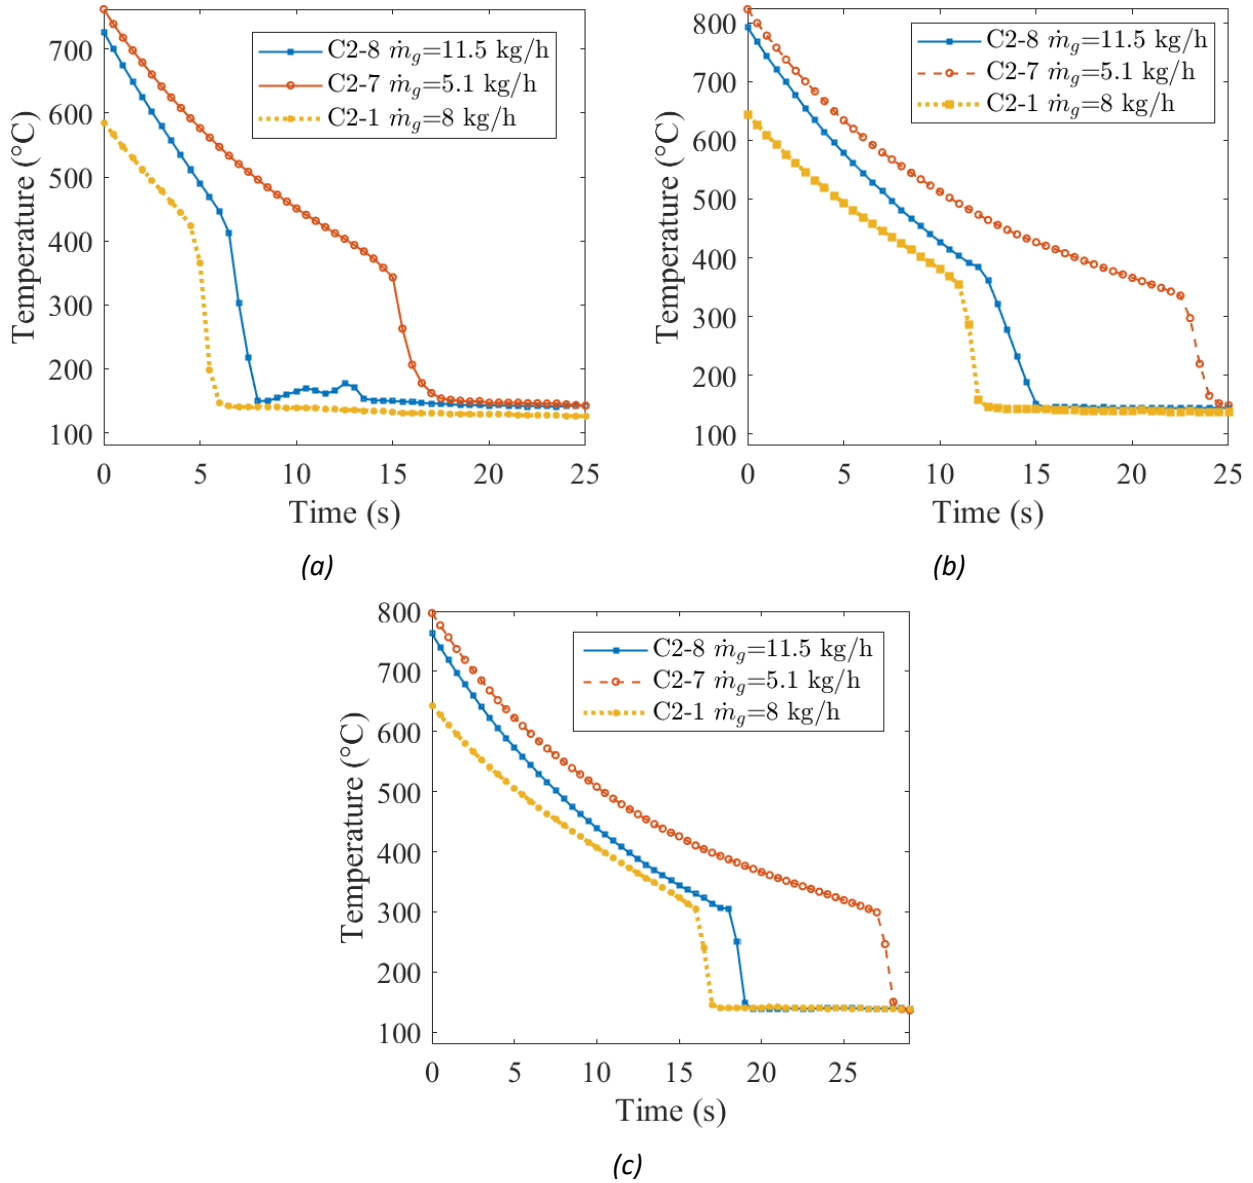 700
600
500
400
300
200
100
Temperature (°C)
0 5 10 15 20 25
Time (s)
C2-8 ṁg=11.5 kg/h
C2-7 ṁg=5.1 kg/h
C2-1 ṁg=8 kg/h
(a)
800
700
600
500
400
300
200
100
Temperature (°C)
0 5 10 15 20 25
Time (s)
C2-8 ṁg=11.5 kg/h
C2-7 ṁg=5.1 kg/h
C2-1 ṁg=8 kg/h
(b)
800
700
600
500
400
300
200
100
Temperature (°C)
0 5 10 15 20 25
Time (s)
C2-8 ṁg=11.5 kg/h
C2-7 ṁg=5.1 kg/h
C2-1 ṁg=8 kg/h
(c)